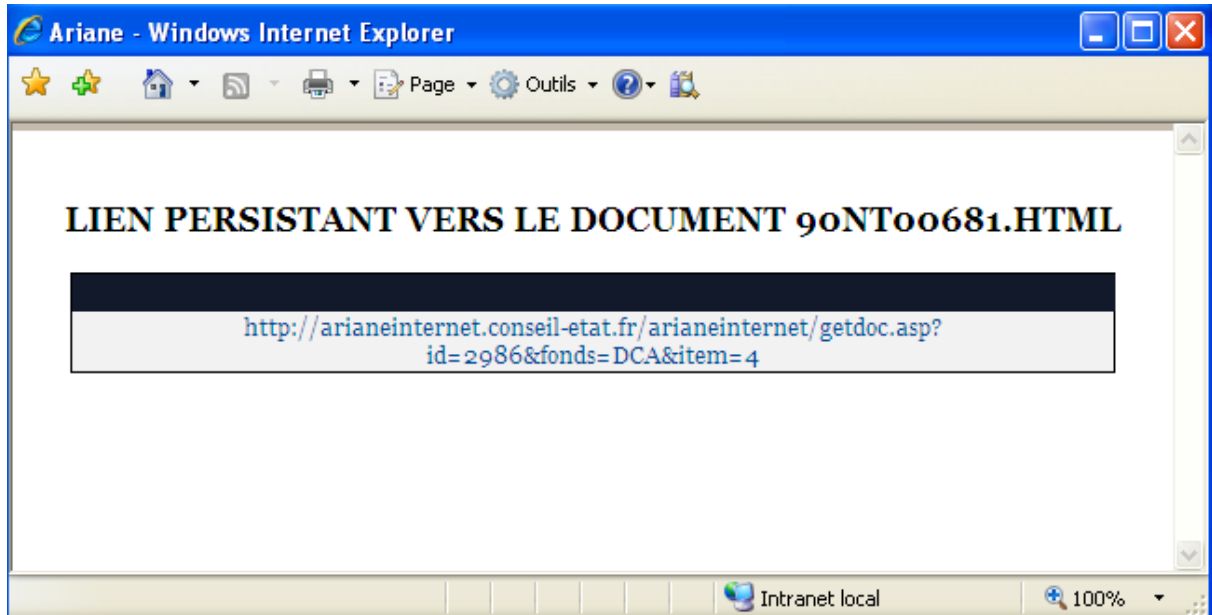 Ariane - Windows Internet Explorer
Page Outils
LIEN PERSISTANT VERS LE DOCUMENT 90NT00681.HTML
http://arianeinternet.conseil-etat.fr/arianeinternet/getdoc.asp?
id=2986&fonds=DCA&item=4
Intranet local 100%